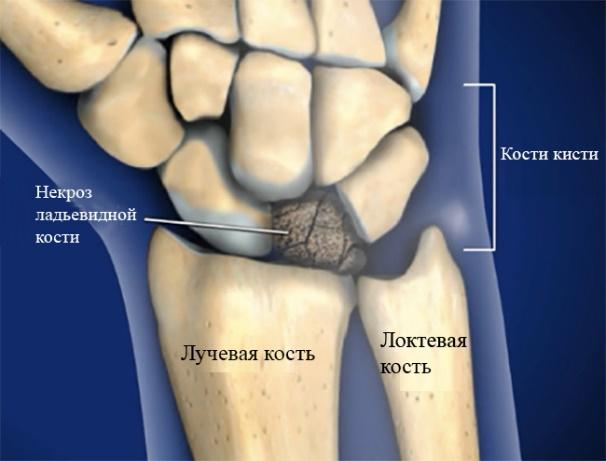 Кости кисти
Некроз
ладьевидной
кости
Лучевая кость
Локтевая
кость